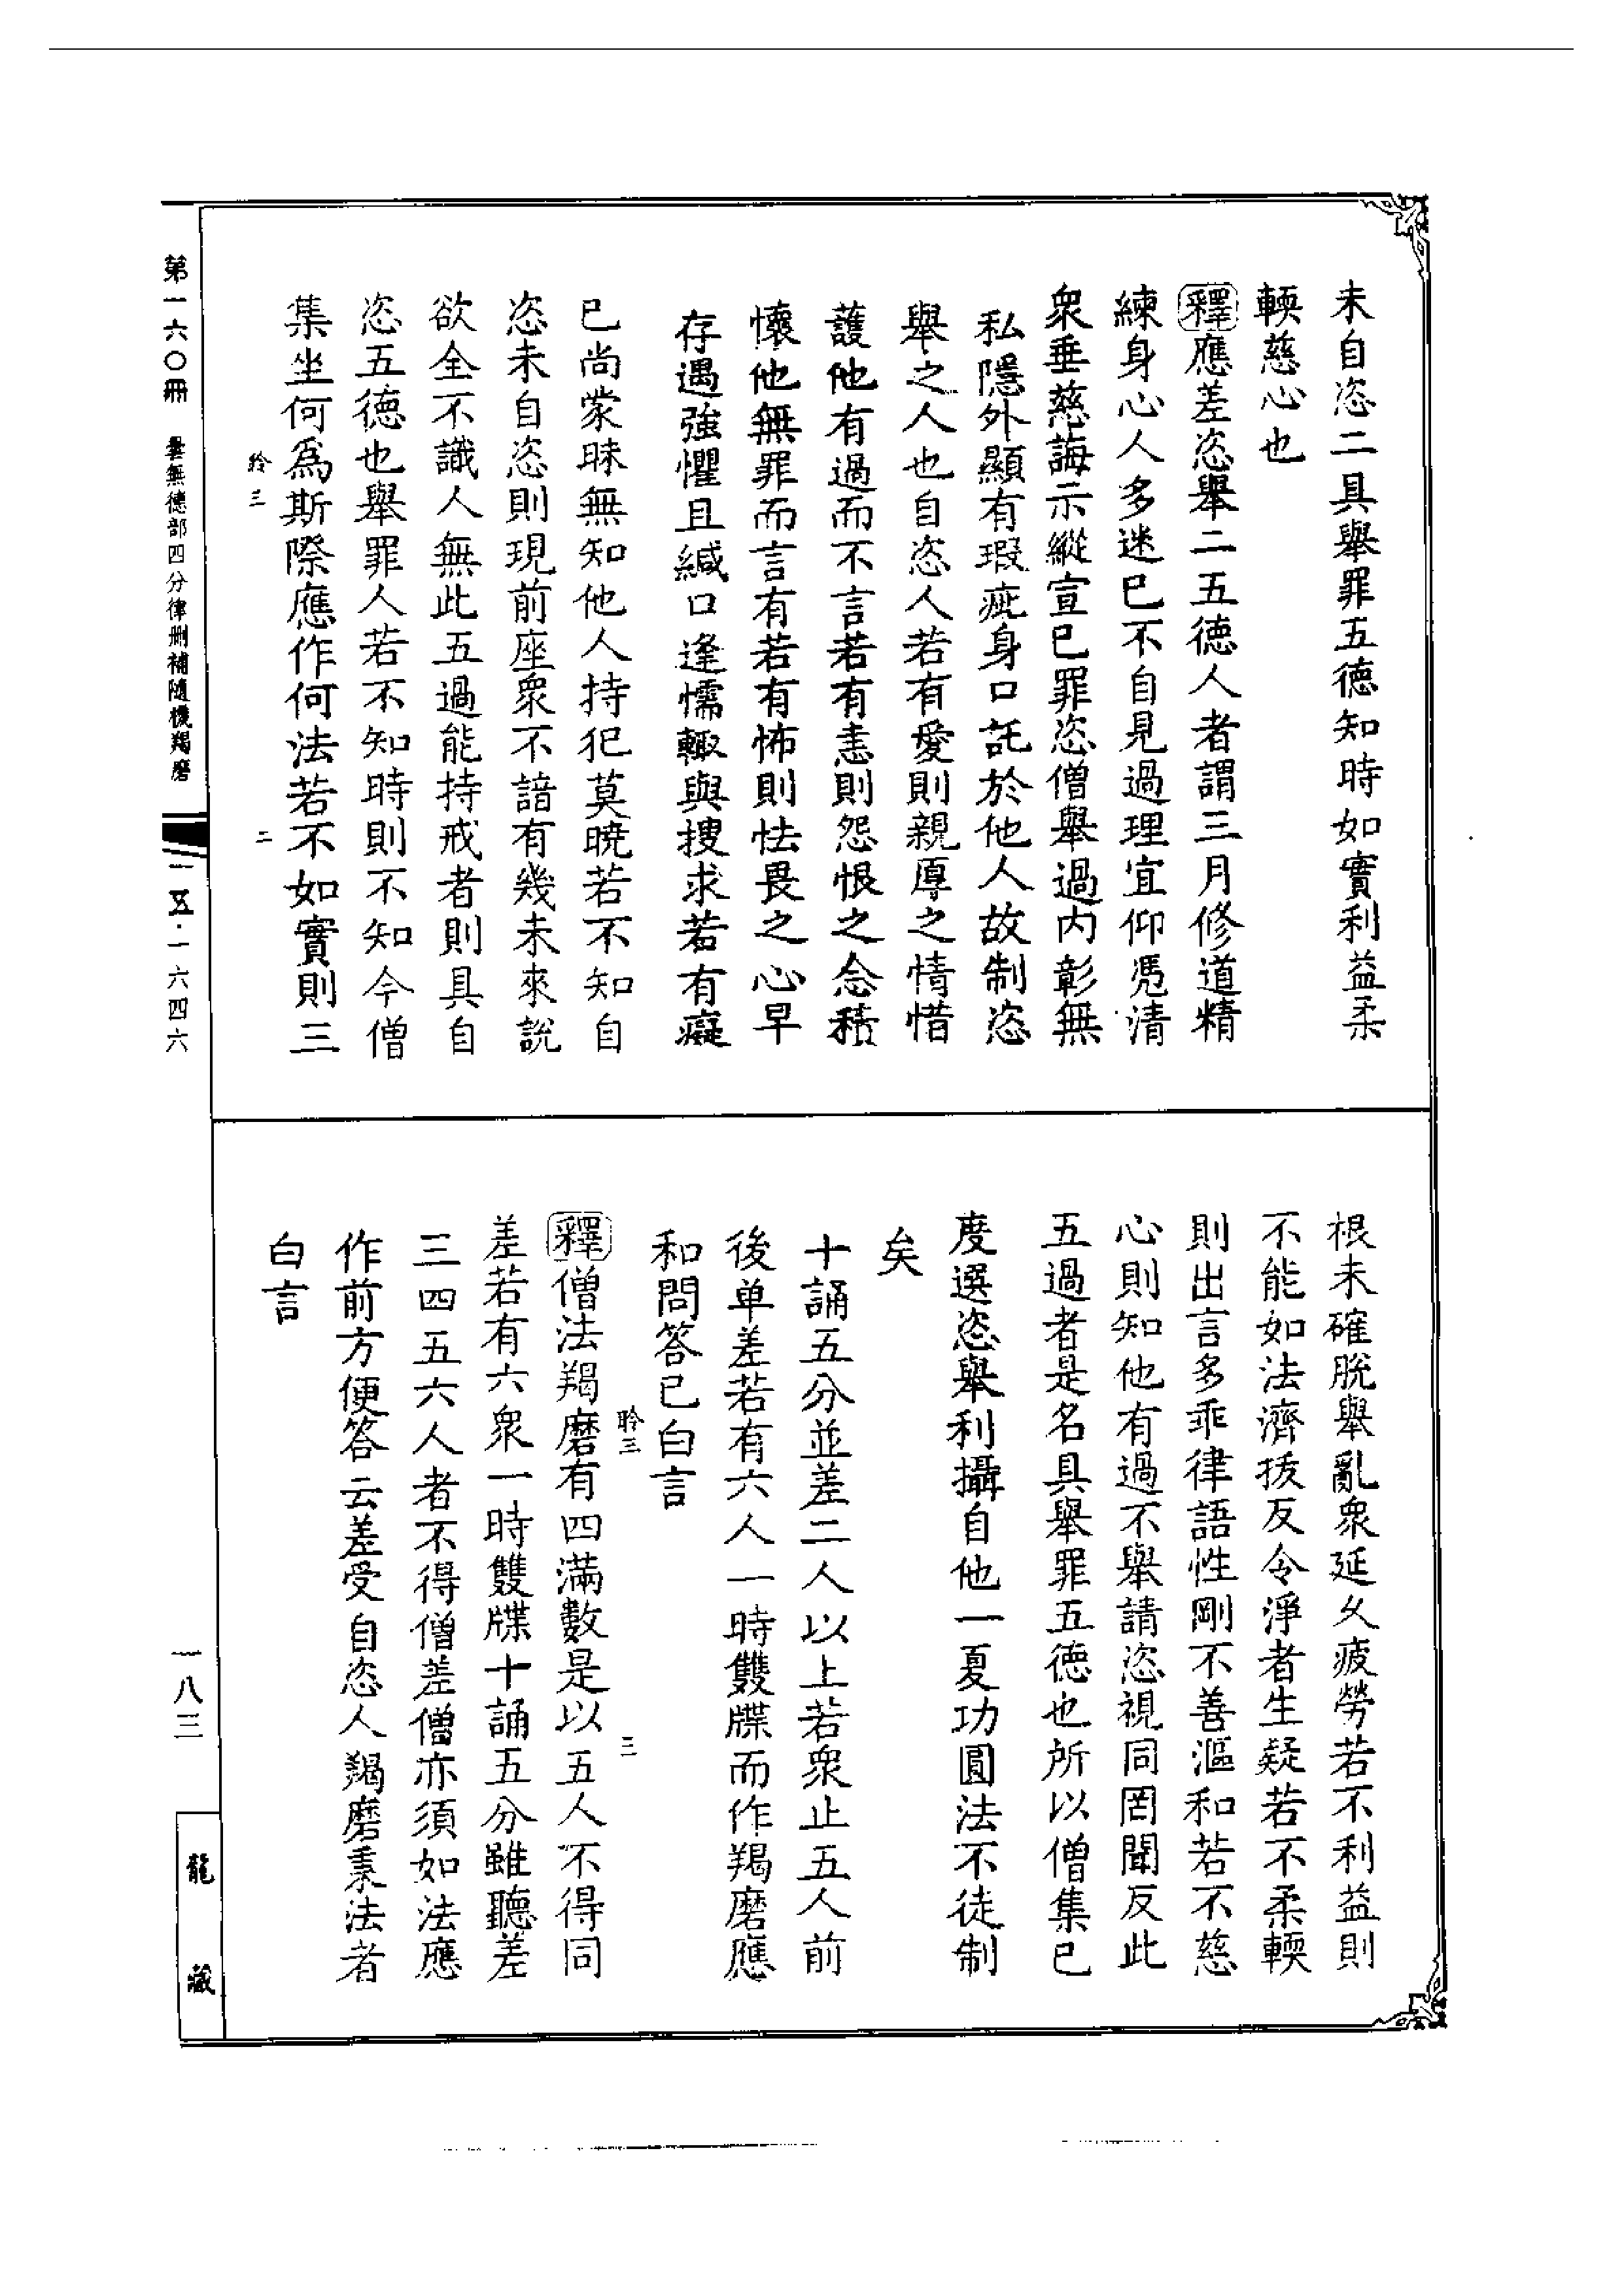 未自恣二具舉罪五德知時如實利益柔
輭慈心也
釋應差恣舉二五德人者謂三月修道精
練身心人多迷已不自見過理宜仰憑清
衆垂慈誨示縱宣已罪恣僧舉過內彰無
私隱外顯有瑕疵身口託於他人故制恣
舉之人也自恣人若有愛則親厚之情惜
護他有過而不言若有恚則怨恨之念積
懷他無罪而言有若有怖則怯畏之心早
存遇強懼且緘口逢懦輙與搜求若有癡
已尚蒙昧無知他人持犯莫曉若不知自
恣未自恣則現前座衆不諳有幾未來說
欲全不識人無此五過能持戒者則具自
恣五德也舉罪人若不知時則不知今僧
集坐何為斯際應作何法若不如實則三
聆三
二
根未確脫舉亂衆延久疲勞若不利益則
不能如法濟拔反令淨者生疑若不柔輭
則出言多乖律語性剛不善漚和若不慈
心則知他有過不舉請恣視同罔聞反此
五過者是名具舉罪五德也所以僧集已
度選恣舉利攝自他一夏功圓法不徒制
矣
十誦五分並差二人以上若衆止五人前
後单差若有六人一時雙牒而作羯磨應
和問答已白言
聆三
三
釋僧法羯磨有四滿數是以五人不得同
差若有六衆一時雙牒十誦五分雖聽差
三四五六人者不得僧差僧亦須如法應
作前方便答云差受自恣人羯磨秉法者
白言
第一六〇冊 曇無德部四分律刪補隨機羯磨
一五·一六四六
一八三
龍藏